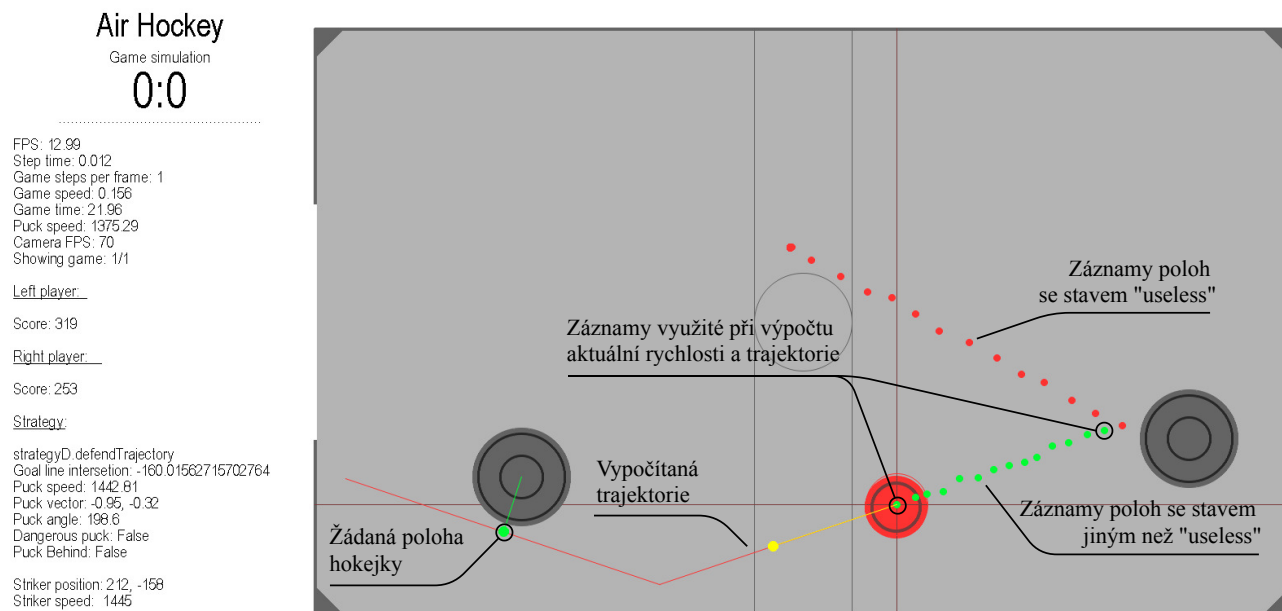 Air Hockey
Game simulation
0:0
FPS: 12.99
Step time: 0.012
Game steps per frame: 1
Game speed: 0.156
Game time: 21.96
Puck speed: 1375.29
Camera FPS: 70
Showing game: 1/1
Left player:
Score: 319
Right player:
Score: 253
Strategy:
strategyD.defendTrajectory
Goal line intersetion: -160.01562715702764
Puck speed: 1442.81
Puck vector: -0.95, -0.32
Puck angle: 198.6
Dangerous puck: False
Puck Behind: False
Striker position: 212, -158
Striker speed: 1445
Záznamy poloh
se stavem "useless"
Záznamy využité při výpočtu
aktuální rychlosti a trajektorie
Vypočítaná
trajektorie
Žádaná poloha
hokejky
Záznamy poloh se stavem
jiným než "useless"